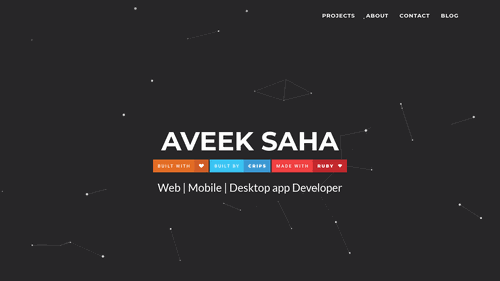 PROJECTS ABOUT CONTACT BLOG
AVEEK SAHA
BUILT WITH BUILT BY CRIPS MADE WITH RUBY
Web | Mobile | Desktop app Developer